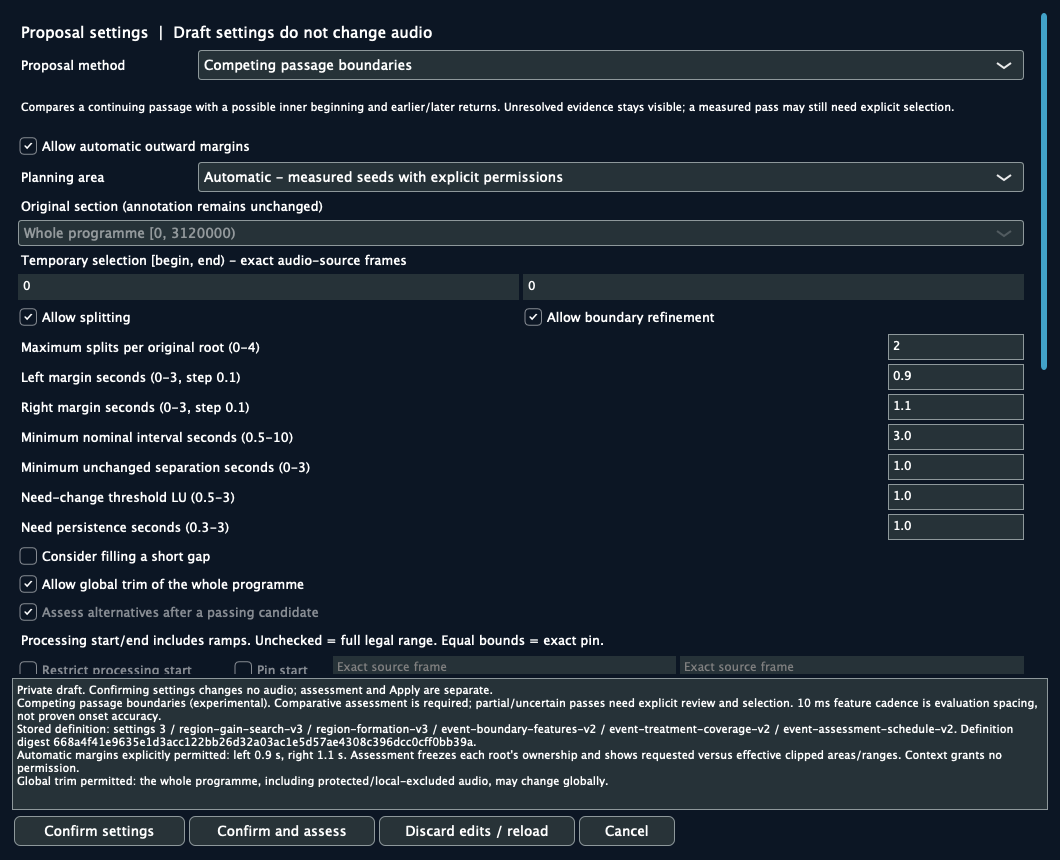 Proposal settings | Draft settings do not change audio
Proposal method
Competing passage boundaries
Compares a continuing passage with a possible inner beginning and earlier/later returns. Unresolved evidence stays visible; a measured pass may still need explicit selection.
Allow automatic outward margins
Planning area
Automatic – measured seeds with explicit permissions
Original section (annotation remains unchanged)
Whole programme [0, 3120000)
Temporary selection [begin, end) – exact audio-source frames
0
0
Allow splitting
Allow boundary refinement
Maximum splits per original root (0–4)
2
Left margin seconds (0–3, step 0.1)
0.9
Right margin seconds (0–3, step 0.1)
1.1
Minimum nominal interval seconds (0.5–10)
3.0
Minimum unchanged separation seconds (0–3)
1.0
Need-change threshold LU (0.5–3)
1.0
Need persistence seconds (0.3–3)
1.0
Consider filling a short gap
Allow global trim of the whole programme
Assess alternatives after a passing candidate
Processing start/end includes ramps. Unchecked = full legal range. Equal bounds = exact pin.
Restrict processing start
Pin start
Exact source frame
Exact source frame
Private draft. Confirming settings changes no audio; assessment and Apply are separate.
Competing passage boundaries (experimental). Comparative assessment is required; partial/uncertain passes need explicit review and selection. 10 ms feature cadence is evaluation spacing,
not proven onset accuracy.
Stored definition: settings 3 / region-gain-search-v3 / region-formation-v3 / event-boundary-features-v2 / event-treatment-coverage-v2 / event-assessment-schedule-v2. Definition
digest 668a4f41e9635e1d3acc122bb26d32a03ac1e5d57ae4308c396dcc0cff0bb39a.
Automatic margins explicitly permitted: left 0.9 s, right 1.1 s. Assessment freezes each root's ownership and shows requested versus effective clipped areas/ranges. Context grants no
permission.
Global trim permitted: the whole programme, including protected/local-excluded audio, may change globally.
Confirm settings
Confirm and assess
Discard edits / reload
Cancel